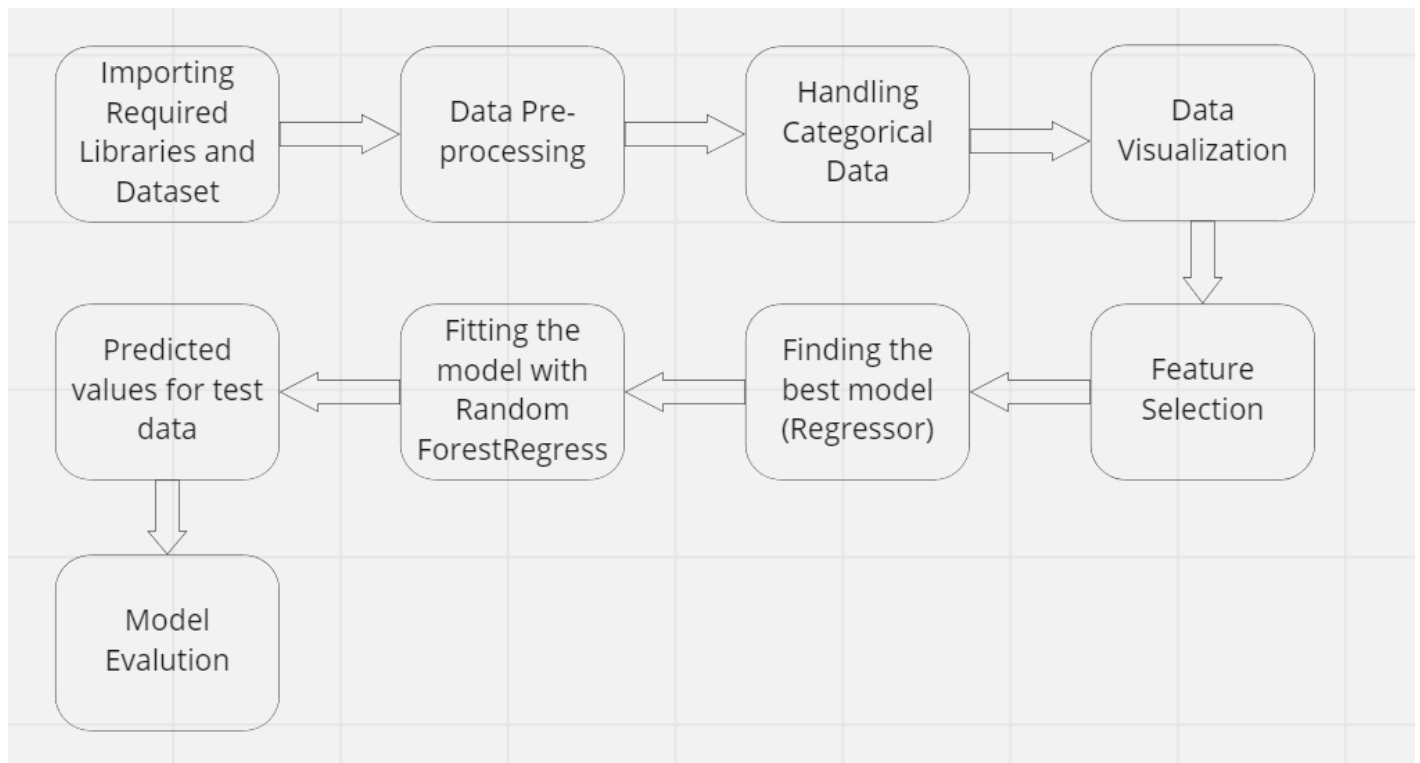 Importing
Required
Libraries and
Dataset
Data Pre-
processing
Handling
Categorical
Data
Data
Visualization
Feature
Selection
Finding the
best model
(Regressor)
Fitting the
model with
Random
ForestRegress
Predicted
values for test
data
Model
Evalution